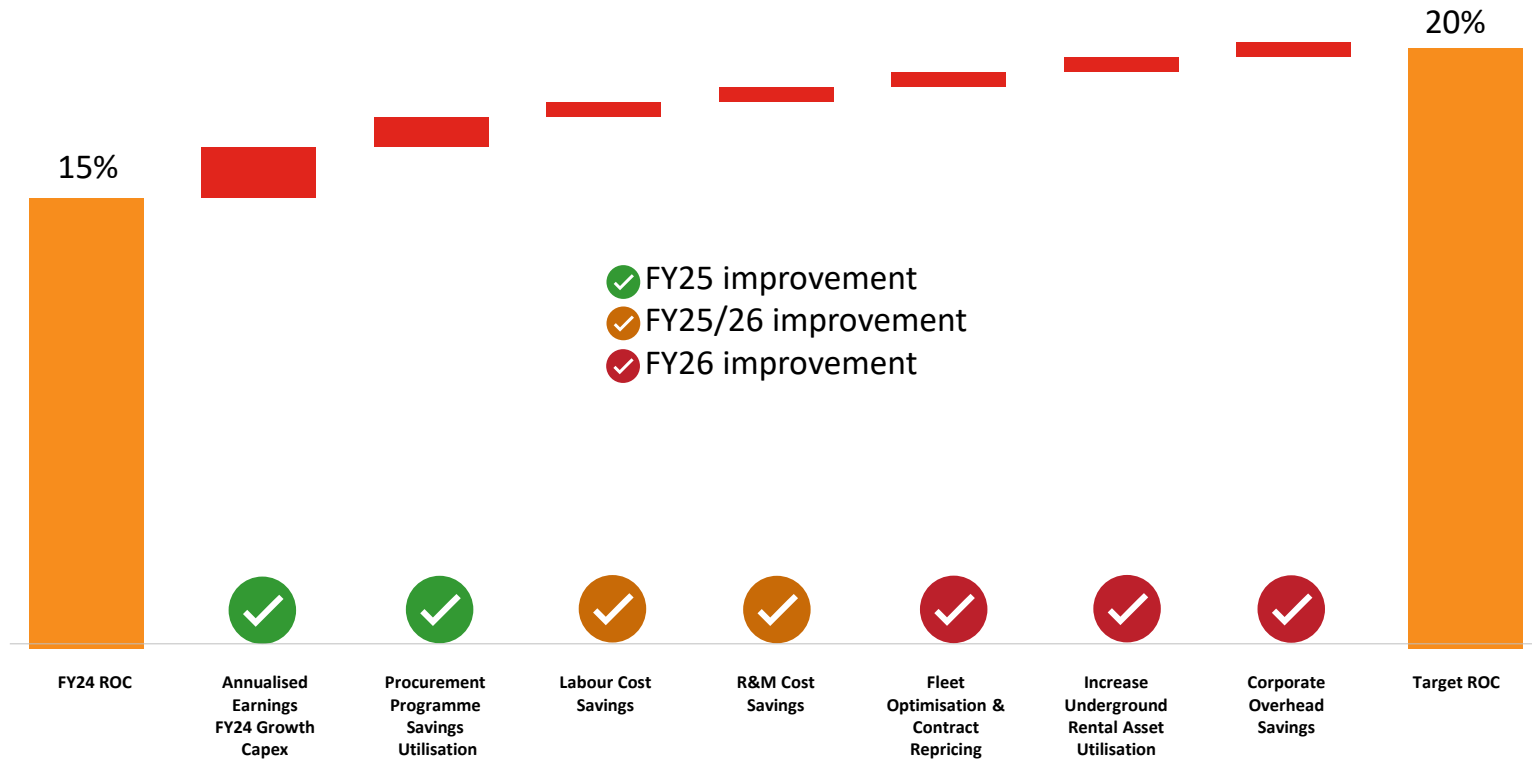 20%
15%
FY25 improvement
FY25/26 improvement
FY26 improvement
FY24 ROC
Annualised
Earnings
FY24 Growth
Capex
Procurement
Programme
Savings
Utilisation
Labour Cost
Savings
R&M Cost
Savings
Fleet
Optimisation &
Contract
Repricing
Increase
Underground
Rental Asset
Utilisation
Corporate
Overhead
Savings
Target ROC